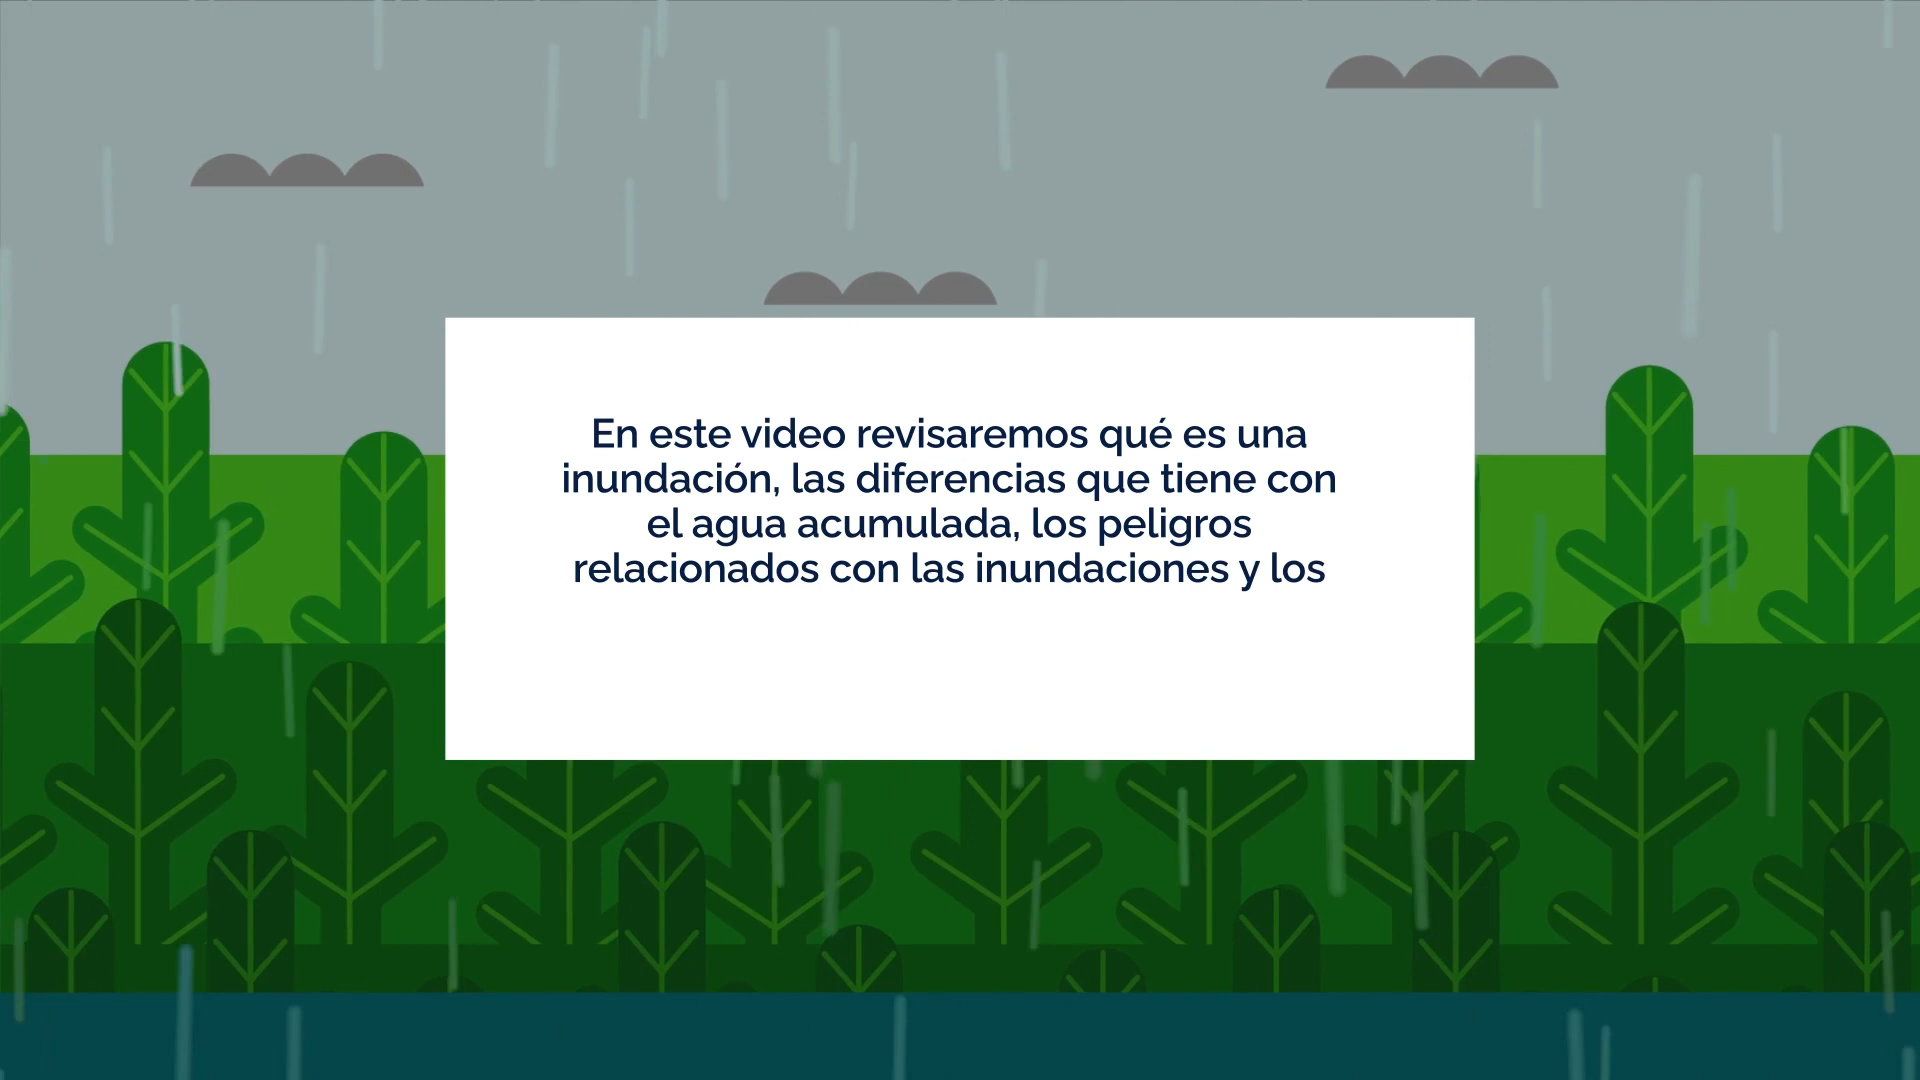 En este video revisaremos qué es una
inundación, las diferencias que tiene con
el agua acumulada, los peligros
relacionados con las inundaciones y los